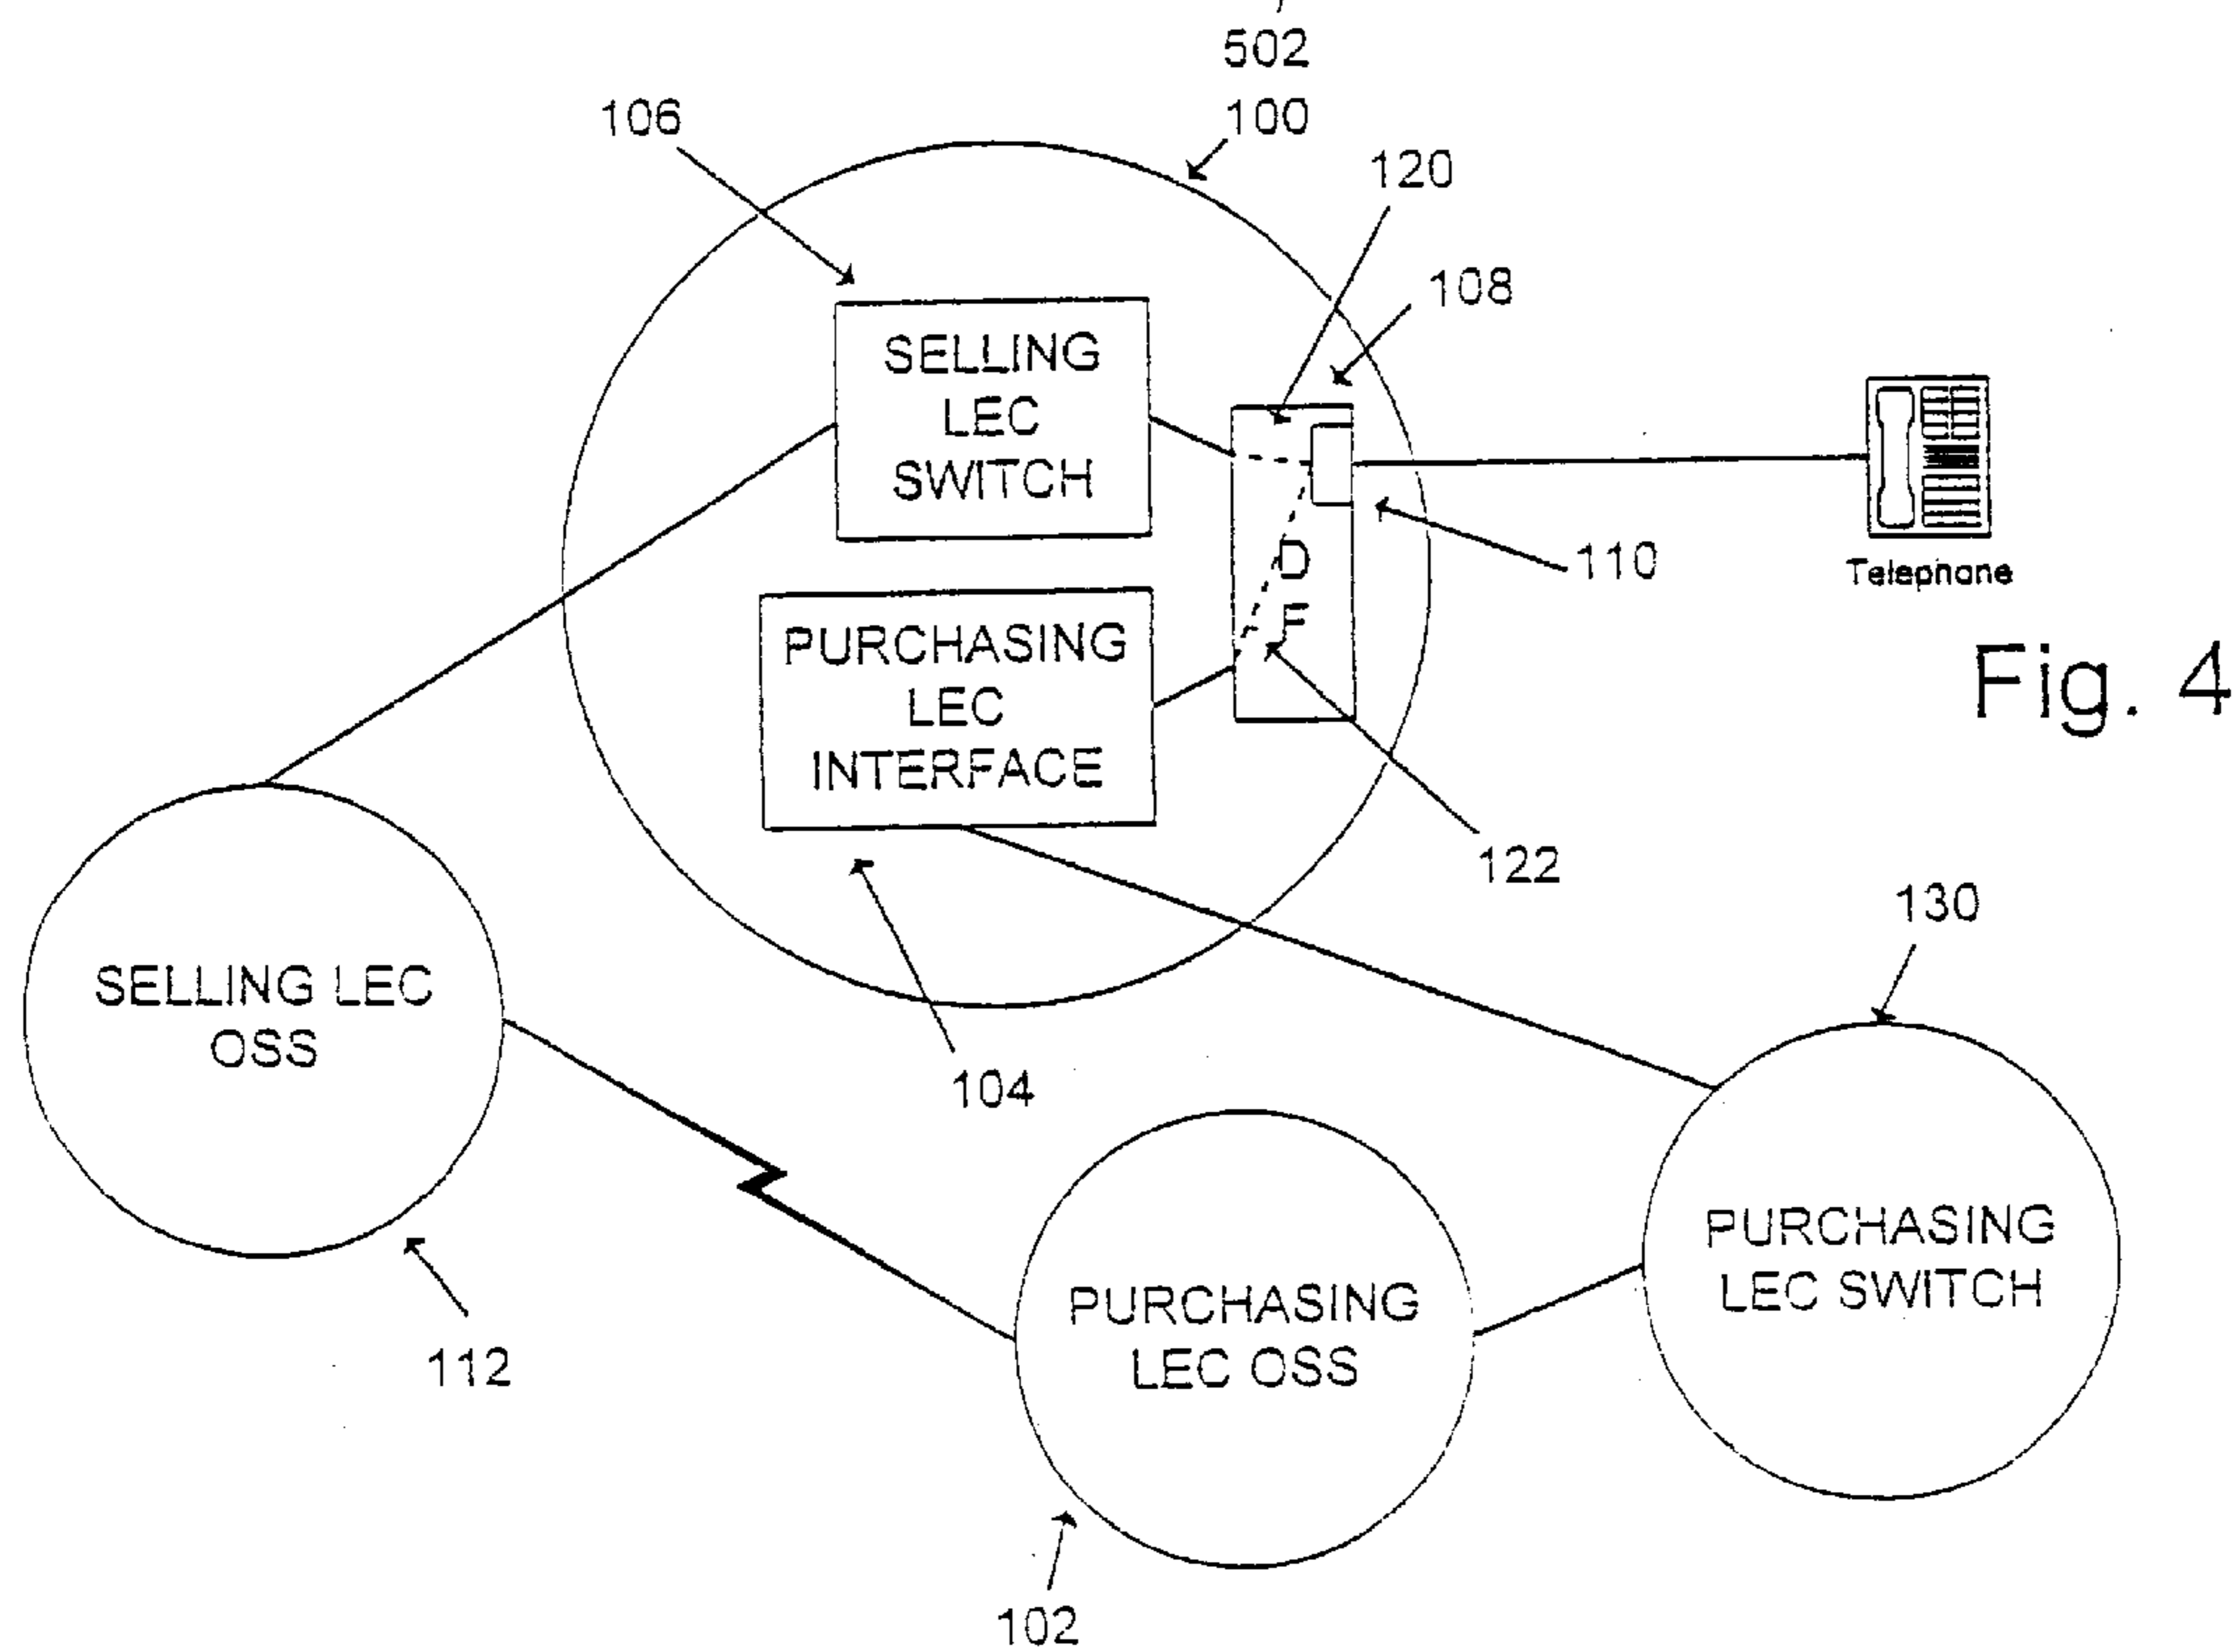 502
106
100
120
108
SELLING
LEC
SWITCH
110
Telephone
D
F
PURCHASING
LEC
INTERFACE
Fig. 4
122
130
SELLING LEC
OSS
104
PURCHASING
LEC SWITCH
PURCHASING
LEC OSS
112
102